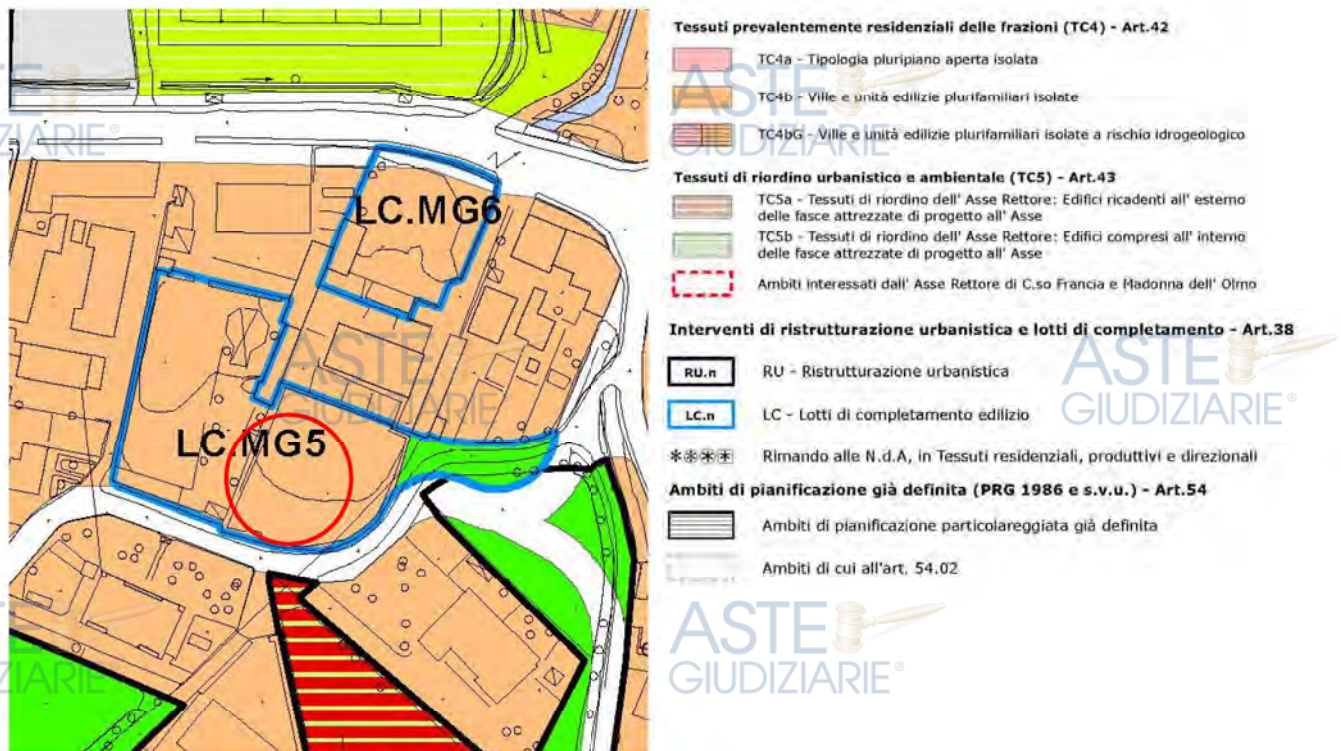 Tessuti prevalentemente residenziali delle frazioni (TC4) - Art.42
TC4a - Tipologia pluripiano aperta isolata
TC4b - Ville e unità edilizie plurifamiliari isolate
TC4bG - Ville e unità edilizie plurifamiliari isolate a rischio idrogeologico
Tessuti di riordino urbanistico e ambientale (TC5) - Art.43
TC5a - Tessuti di riordino dell' Asse Rettore: Edifici ricadenti all' esterno
delle fasce attrezzate di progetto all' Asse
TC5b - Tessuti di riordino dell' Asse Rettore: Edifici compresi all' interno
delle fasce attrezzate di progetto all' Asse
Ambiti interessati dall' Asse Rettore di C.so Francia e Madonna dell' Olmo
Interventi di ristrutturazione urbanistica e lotti di completamento - Art.38
RU.n RU - Ristrutturazione urbanistica
LC.n LC - Lotti di completamento edilizio
****** Rimando alle N.d.A, in Tessuti residenziali, produttivi e direzionali
Ambiti di pianificazione già definita (PRG 1986 e s.v.u.) - Art.54
Ambiti di pianificazione particolareggiata già definita
Ambiti di cui all'art. 54.02
LC.MG6
LC.MG5
ASTE
GIUDIZIARIE®
ASTE
GIUDIZIARIE®
ASTE
GIUDIZIARIE®
ASTE
GIUDIZIARIE®
ZIARIE®
ZIARIE®